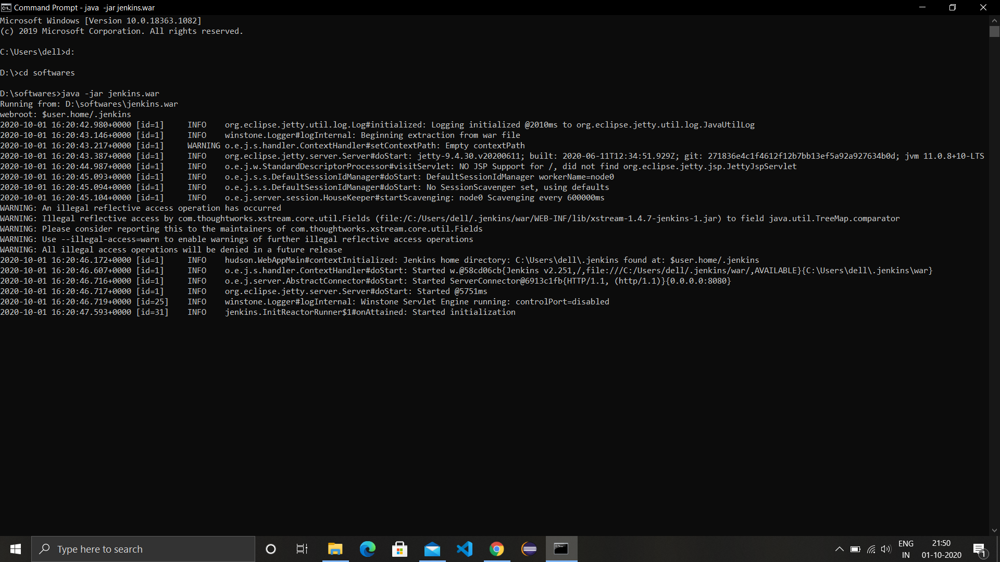 Command Prompt - java  -jar jenkins.war
Microsoft Windows [Version 10.0.18363.1082]
(c) 2019 Microsoft Corporation. All rights reserved.
C:\Users\dell>d:
D:\>cd softwares
D:\softwares>java -jar jenkins.war
Running from: D:\softwares\jenkins.war
webroot: $user.home/.jenkins
2020-10-01 16:20:42.980+0000 [id=1]     INFO    org.eclipse.jetty.util.log.Log#initialized: Logging initialized @2010ms to org.eclipse.jetty.util.log.JavaUtilLog
2020-10-01 16:20:43.146+0000 [id=1]     INFO    winstone.Logger#logInternal: Beginning extraction from war file
2020-10-01 16:20:43.217+0000 [id=1]     WARNING o.e.j.s.handler.ContextHandler#setContextPath: Empty contextPath
2020-10-01 16:20:43.387+0000 [id=1]     INFO    org.eclipse.jetty.server.Server#doStart: jetty-9.4.30.v20200611; built: 2020-06-11T12:34:51.929Z; git: 271836e4c1f4612f12b7bb13ef5a92a927634b0d; jvm 11.0.8+10-LTS
2020-10-01 16:20:44.987+0000 [id=1]     INFO    o.e.j.w.StandardDescriptorProcessor#visitServlet: NO JSP Support for /, did not find org.eclipse.jetty.jsp.JettyJspServlet
2020-10-01 16:20:45.093+0000 [id=1]     INFO    o.e.j.s.s.DefaultSessionIdManager#doStart: DefaultSessionIdManager workerName=node0
2020-10-01 16:20:45.094+0000 [id=1]     INFO    o.e.j.s.s.DefaultSessionIdManager#doStart: No SessionScavenger set, using defaults
2020-10-01 16:20:45.104+0000 [id=1]     INFO    o.e.j.server.session.HouseKeeper#startScavenging: node0 Scavenging every 600000ms
WARNING: An illegal reflective access operation has occurred
WARNING: Illegal reflective access by com.thoughtworks.xstream.core.util.Fields (file:/C:/Users/dell/.jenkins/war/WEB-INF/lib/xstream-1.4.7-jenkins-1.jar) to field java.util.TreeMap.comparator
WARNING: Please consider reporting this to the maintainers of com.thoughtworks.xstream.core.util.Fields
WARNING: Use --illegal-access=warn to enable warnings of further illegal reflective access operations
WARNING: All illegal access operations will be denied in a future release
2020-10-01 16:20:46.172+0000 [id=1]     INFO    hudson.WebAppMain#contextInitialized: Jenkins home directory: C:\Users\dell\.jenkins found at: $user.home/.jenkins
2020-10-01 16:20:46.607+0000 [id=1]     INFO    o.e.j.s.handler.ContextHandler#doStart: Started w.@58cd06cb{Jenkins v2.251,/,file:///C:/Users/dell/.jenkins/war/,AVAILABLE}{C:\Users\dell\.jenkins\war}
2020-10-01 16:20:46.716+0000 [id=1]     INFO    o.e.j.server.AbstractConnector#doStart: Started ServerConnector@6913c1fb{HTTP/1.1, (http/1.1)}{0.0.0.0:8080}
2020-10-01 16:20:46.717+0000 [id=1]     INFO    org.eclipse.jetty.server.Server#doStart: Started @5751ms
2020-10-01 16:20:46.719+0000 [id=25]    INFO    winstone.Logger#logInternal: Winstone Servlet Engine running: controlPort=disabled
2020-10-01 16:20:47.593+0000 [id=31]    INFO    jenkins.InitReactorRunner$1#onAttained: Started initialization
Type here to search
ENG
IN
21:50
01-10-2020
1